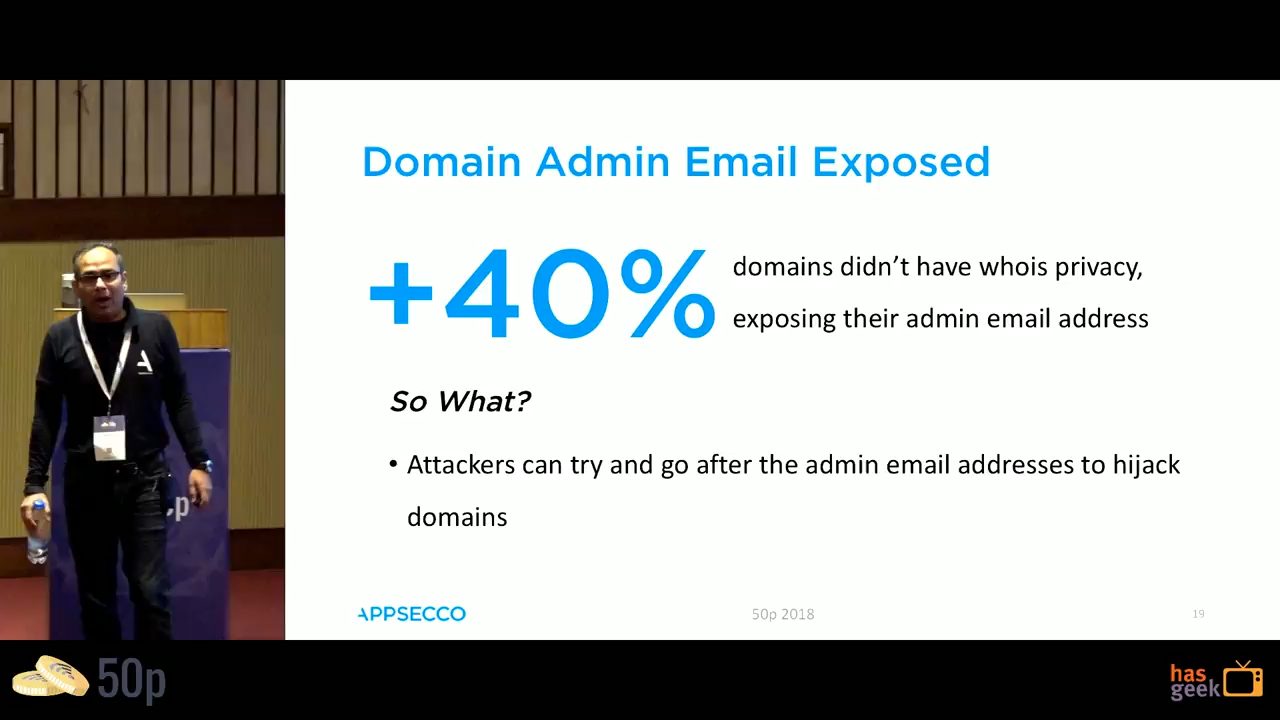 Domain Admin Email Exposed
+40%
domains didn’t have whois privacy,
exposing their admin email address
So What?
• Attackers can try and go after the admin email addresses to hijack
domains
APPSECCO
50p 2018
19
50p
has
geek